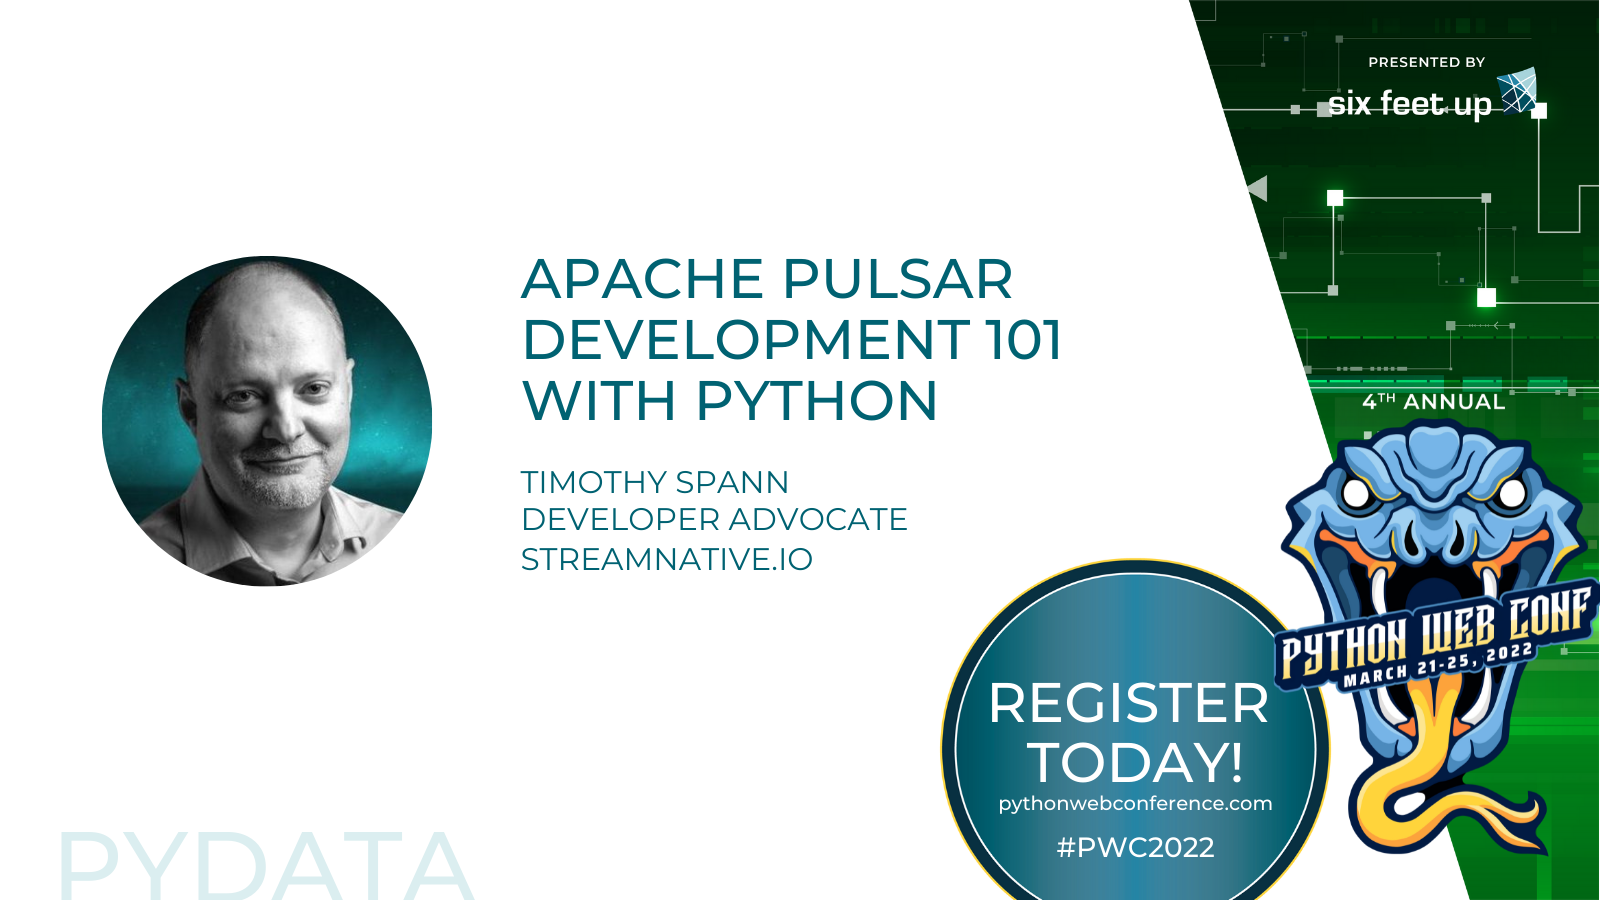 PRESENTED BY
six feet up
APACHE PULSAR
DEVELOPMENT 101
WITH PYTHON
TIMOTHY SPANN
DEVELOPER ADVOCATE
STREAMNATIVE.IO
4TH ANNUAL
PYTHON WEB CONF
MARCH 21-25, 2022
REGISTER
TODAY!
pythonwebconference.com
#PWC2022
PYDATA